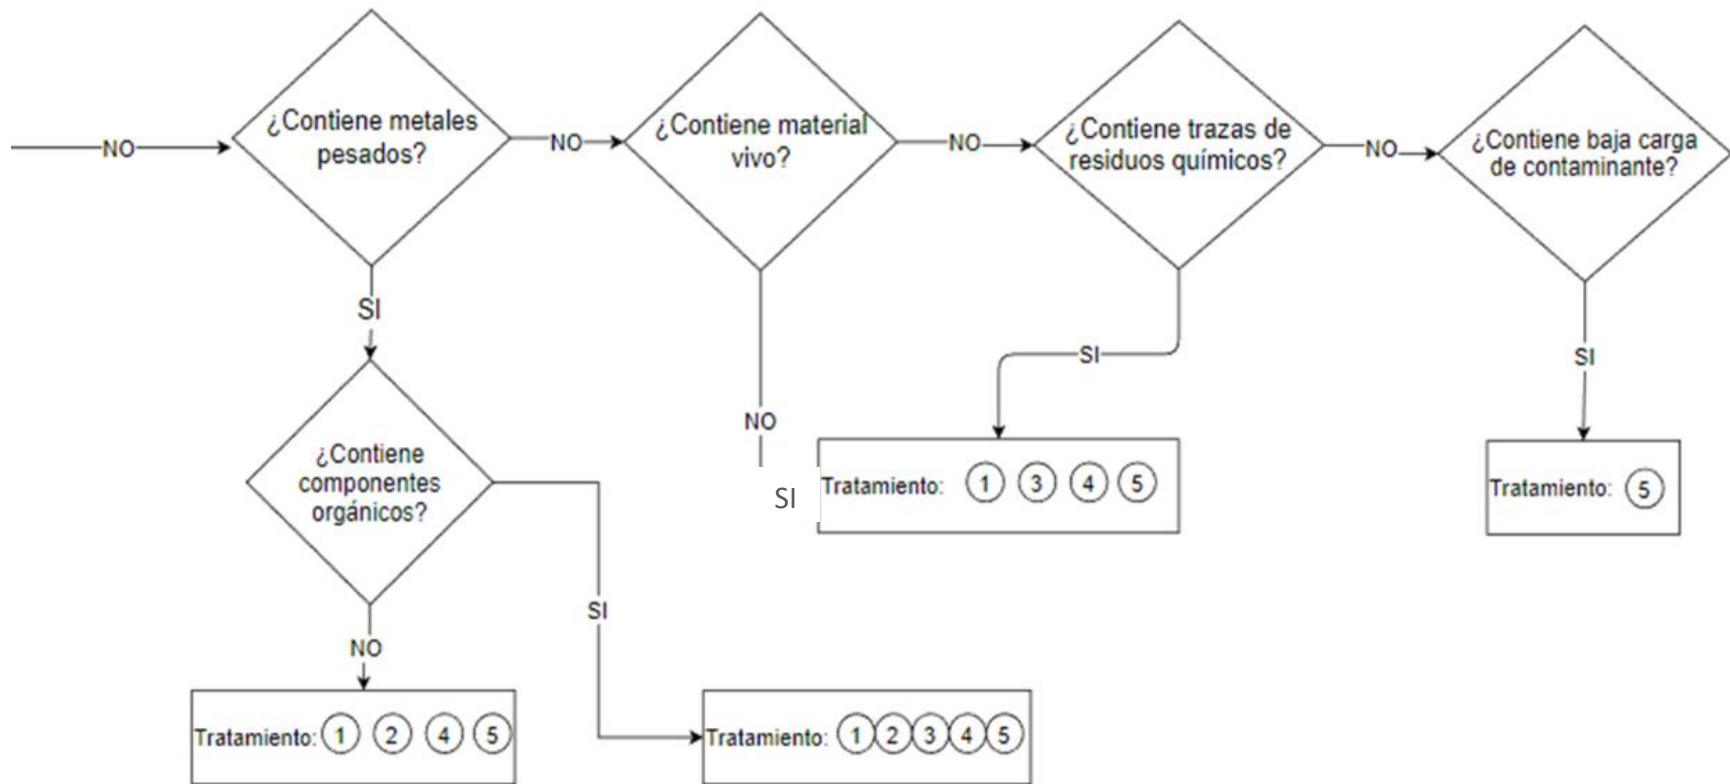 NO
¿Contiene metales
pesados?
NO
¿Contiene material
vivo?
NO
¿Contiene trazas de
residuos químicos?
NO
¿Contiene baja carga
de contaminante?
SI
¿Contiene
componentes
orgánicos?
NO
Tratamiento: 1 2 4 5
SI
Tratamiento: 1 2 3 4 5
NO
SI
SI
Tratamiento: 1 3 4 5
SI
Tratamiento: 5